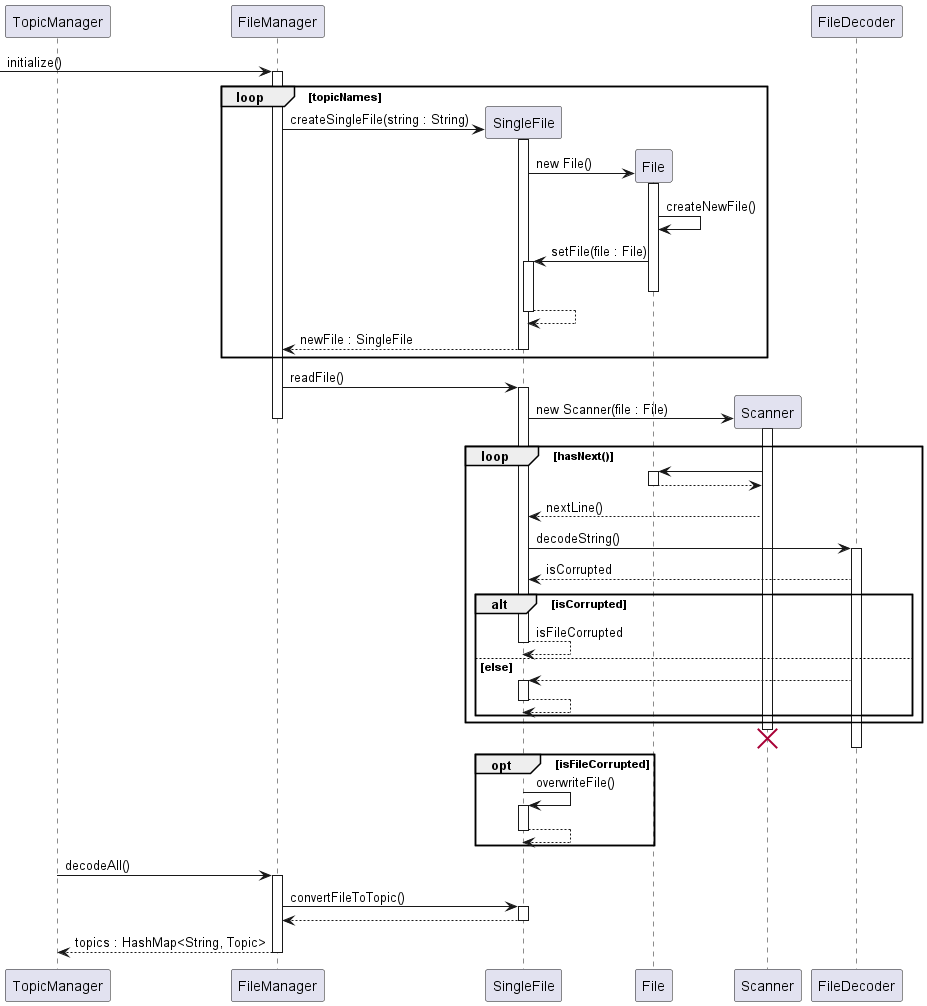 TopicManager FileManager FileDecoder
initialize()
loop [topicNames]
createSingleFile(string : String) SingleFile
new File() File
createNewFile()
setFile(file : File)
newFile : SingleFile
readFile()
new Scanner(file : File) Scanner
loop [hasNext()]
nextLine()
decodeString()
isCorrupted
alt [isCorrupted]
isFileCorrupted
[else]
opt [isFileCorrupted]
overwriteFile()
decodeAll()
convertFileToTopic()
topics : HashMap<String, Topic>
TopicManager FileManager SingleFile File Scanner FileDecoder